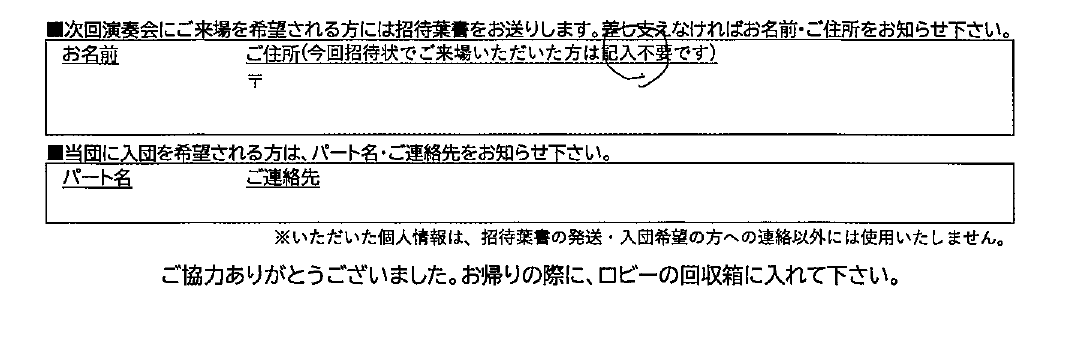 ■次回演奏会にご来場を希望される方には招待葉書をお送りします。差し支えなければお名前・ご住所をお知らせ下さい。
お名前 ご住所(今回招待状でご来場いただいた方は記入不要です)
〒
■当団に入団を希望される方は、パート名・ご連絡先をお知らせ下さい。
パート名 ご連絡先
※いただいた個人情報は、招待葉書の発送・入団希望の方への連絡以外には使用いたしません。
ご協力ありがとうございました。お帰りの際に、ロビーの回収箱に入れて下さい。